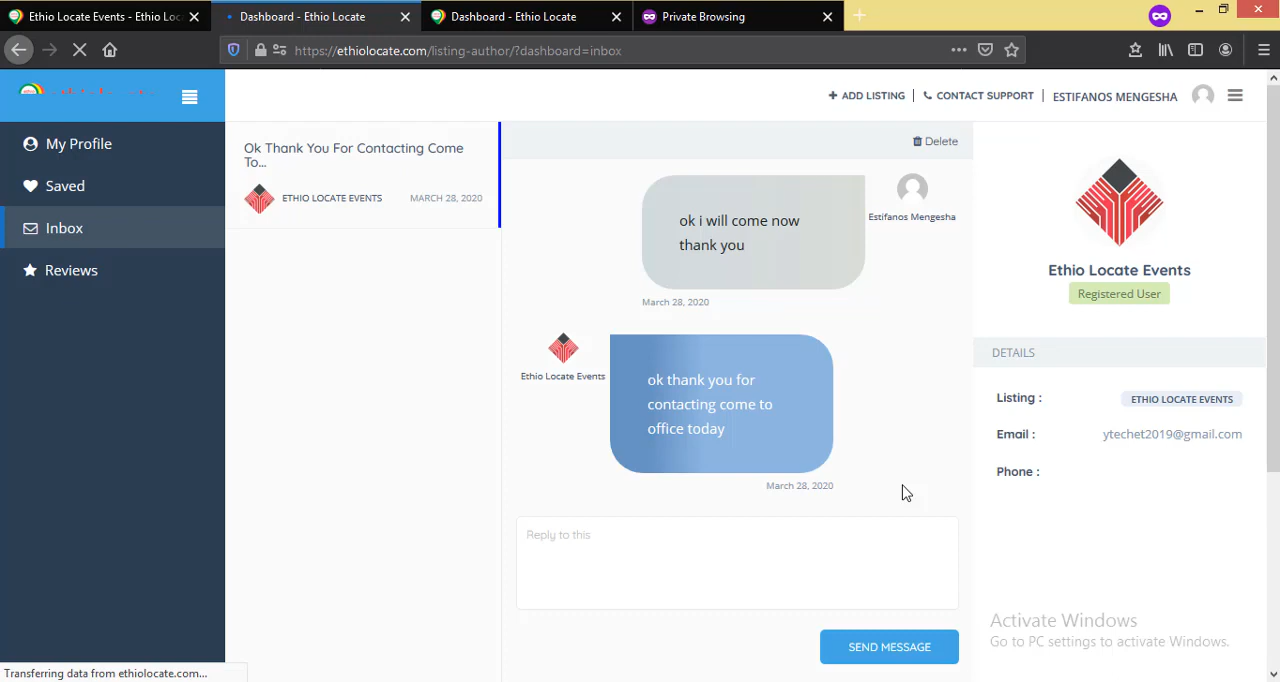 Ethio Locate Events - Ethio Loc
Dashboard - Ethio Locate
Dashboard - Ethio Locate
Private Browsing
https://ethiolocate.com/listing-author/?dashboard=inbox
+ ADD LISTING
CONTACT SUPPORT
ESTIFANOS MENGESHA
My Profile
Saved
Inbox
Reviews
Ok Thank You For Contacting Come
To...
ETHIO LOCATE EVENTS
MARCH 28, 2020
Delete
ok i will come now
thank you
Estifanos Mengesha
March 28, 2020
Ethio Locate Events
ok thank you for
contacting come to
office today
March 28, 2020
Reply to this
SEND MESSAGE
Ethio Locate Events
Registered User
DETAILS
Listing :
ETHIO LOCATE EVENTS
Email :
ytechet2019@gmail.com
Phone :
Activate Windows
Go to PC settings to activate Windows.
Transferring data from ethiolocate.com...